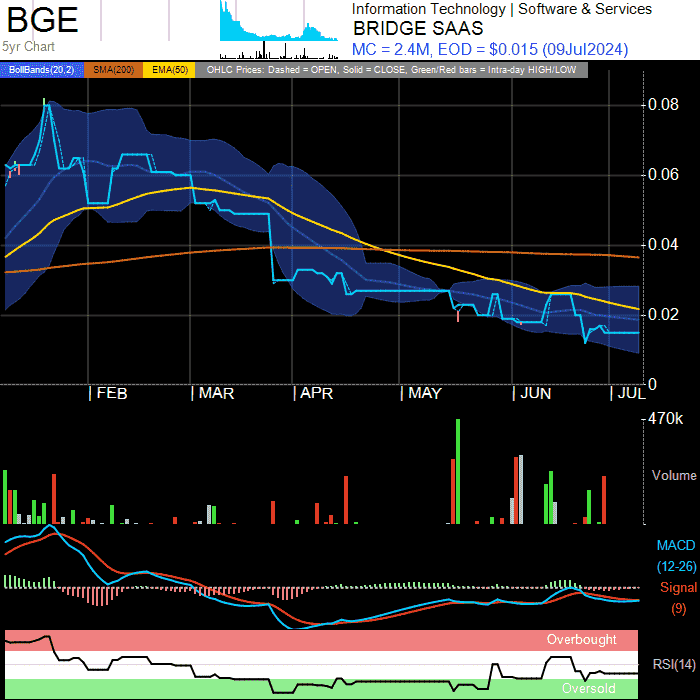 BGE
5yr Chart
Information Technology | Software & Services
BRIDGE SAAS
MC = 2.4M, EOD = $0.015 (09Jul2024)
BollBands(20,2) SMA(200) EMA(50) OHLC Prices: Dashed = OPEN, Solid = CLOSE, Green/Red bars = Intra-day HIGH/LOW
0.08
0.06
0.04
0.02
0
| FEB | MAR | APR | MAY | JUN | JUL
470k
Volume
MACD
(12-26)
Signal
(9)
Overbought
RSI(14)
Oversold